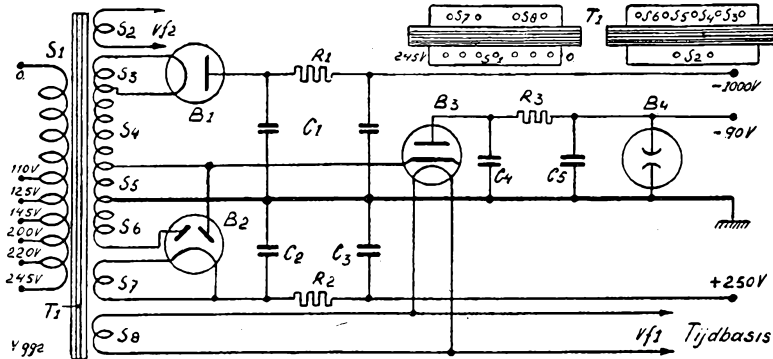 S1
S2
Vf2
S3
B1
R1
C1
S4
S5
S6
B2
S7
S8
0
110V
125V
145V
200V
220V
245V
T1
V992
C2
R2
C3
B3
R3
C4
C5
B4
S7 S8
245V S1 0
T1
S6 S5 S4 S3
S2
-1000V
-90V
+250V
Vf1 Tijdbasis